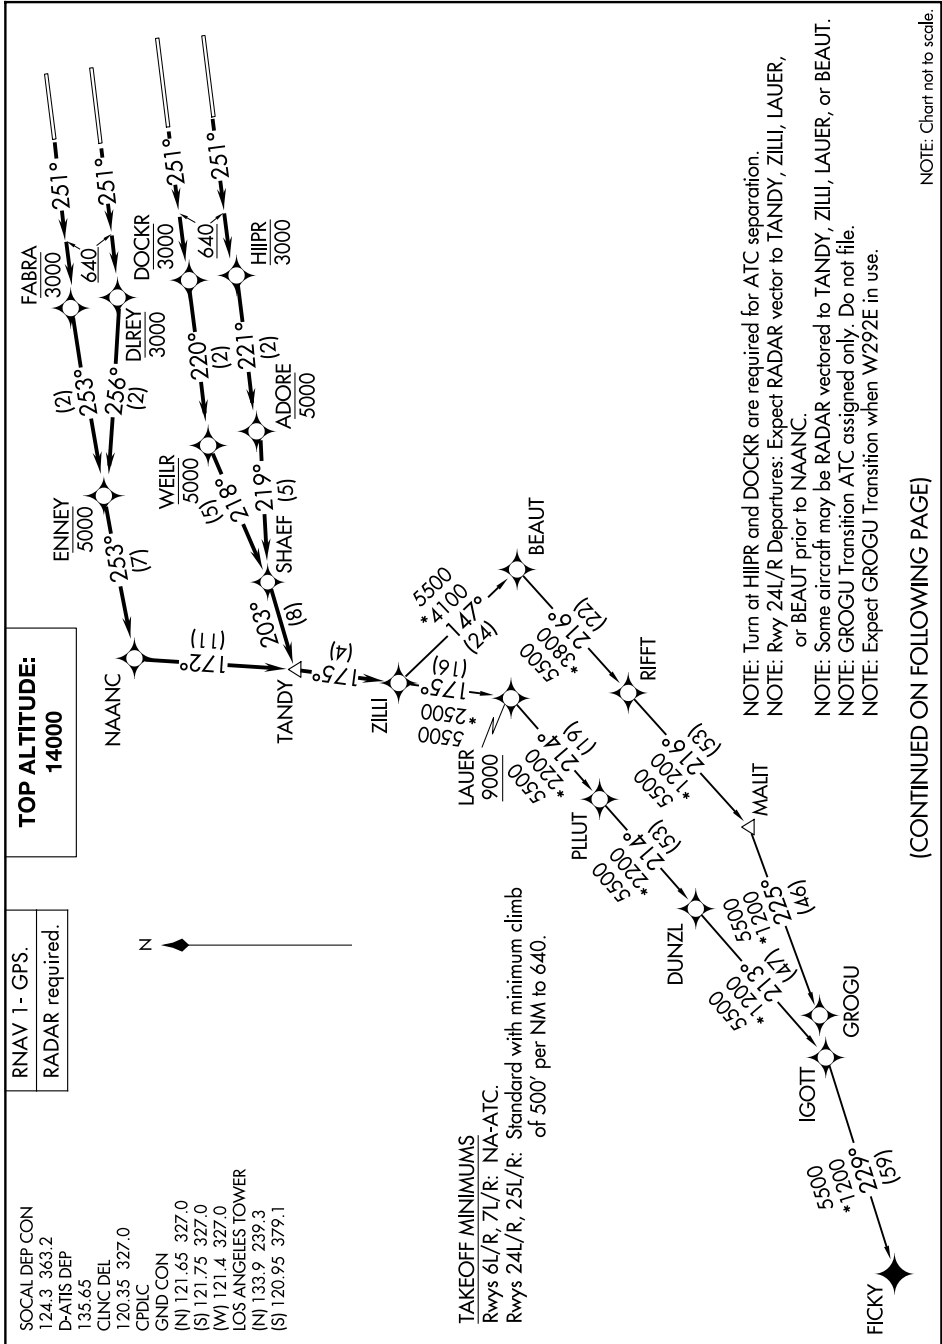 SOCAL DEP CON
124.3 363.2
D-ATIS DEP
135.65
CLNC DEL
120.35 327.0
CPDLC
GND CON
(N) 121.65 327.0
(S) 121.75 327.0
(W) 121.4 327.0
LOS ANGELES TOWER
(N) 133.9 239.3
(S) 120.95 379.1
RNAV 1 - GPS.
RADAR required.
TOP ALTITUDE:
14000
N
FABRA
3000
251°
640
251°
DLREY
3000
DOCKR
3000
251°
640
251°
HIIPR
3000
(2)
253°
256°
(2)
220°
(2)
221°
(2)
ENNEY
5000
WEILR
5000
ADORE
5000
253°
(7)
(5)
218°
219°
(5)
SHAEF
NAANC
172°
(11)
203°
(8)
TANDY
175°
(4)
ZILLI
5500
*2500
175°
(16)
5500
*4100
147°
(24)
BEAUT
LAUER
9000
5500
*2200
214°
(19)
5500
*3800
216°
(22)
RIFFT
PLLUT
5500
*2200
214°
(53)
5500
*1200
216°
(53)
MALIT
DUNZL
5500
*1200
213°
(47)
5500
*1200
225°
(46)
GROGU
IGOTT
5500
*1200
229°
(59)
FICKY
TAKEOFF MINIMUMS
Rwys 6L/R, 7L/R: NA-ATC.
Rwys 24L/R, 25L/R: Standard with minimum climb
of 500' per NM to 640.
NOTE: Turn at HIIPR and DOCKR are required for ATC separation.
NOTE: Rwy 24L/R Departures: Expect RADAR vector to TANDY, ZILLI, LAUER,
or BEAUT prior to NAANC.
NOTE: Some aircraft may be RADAR vectored to TANDY, ZILLI, LAUER, or BEAUT.
NOTE: GROGU Transition ATC assigned only. Do not file.
NOTE: Expect GROGU Transition when W292E in use.
(CONTINUED ON FOLLOWING PAGE)
NOTE: Chart not to scale.